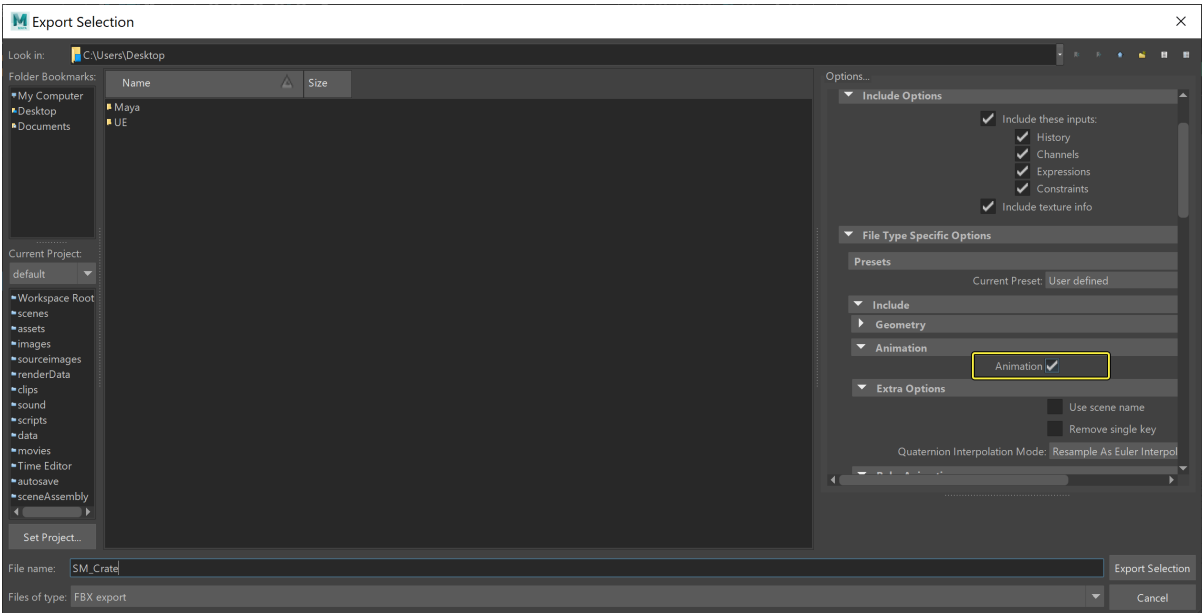 Export Selection
Look in: C:\Users\Desktop
Folder Bookmarks:
My Computer
Desktop
Documents
Current Project:
default
Workspace Root
scenes
assets
images
sourceimages
renderData
clips
sound
scripts
data
movies
Time Editor
autosave
sceneAssembly
Set Project...
Name Size
Maya
UE
Options...
Include Options
Include these inputs:
History
Channels
Expressions
Constraints
Include texture info
File Type Specific Options
Presets
Current Preset: User defined
Include
Geometry
Animation
Animation
Extra Options
Use scene name
Remove single key
Quaternion Interpolation Mode: Resample As Euler Interpol
File name: SM_Crate
Export Selection
Files of type: FBX export
Cancel